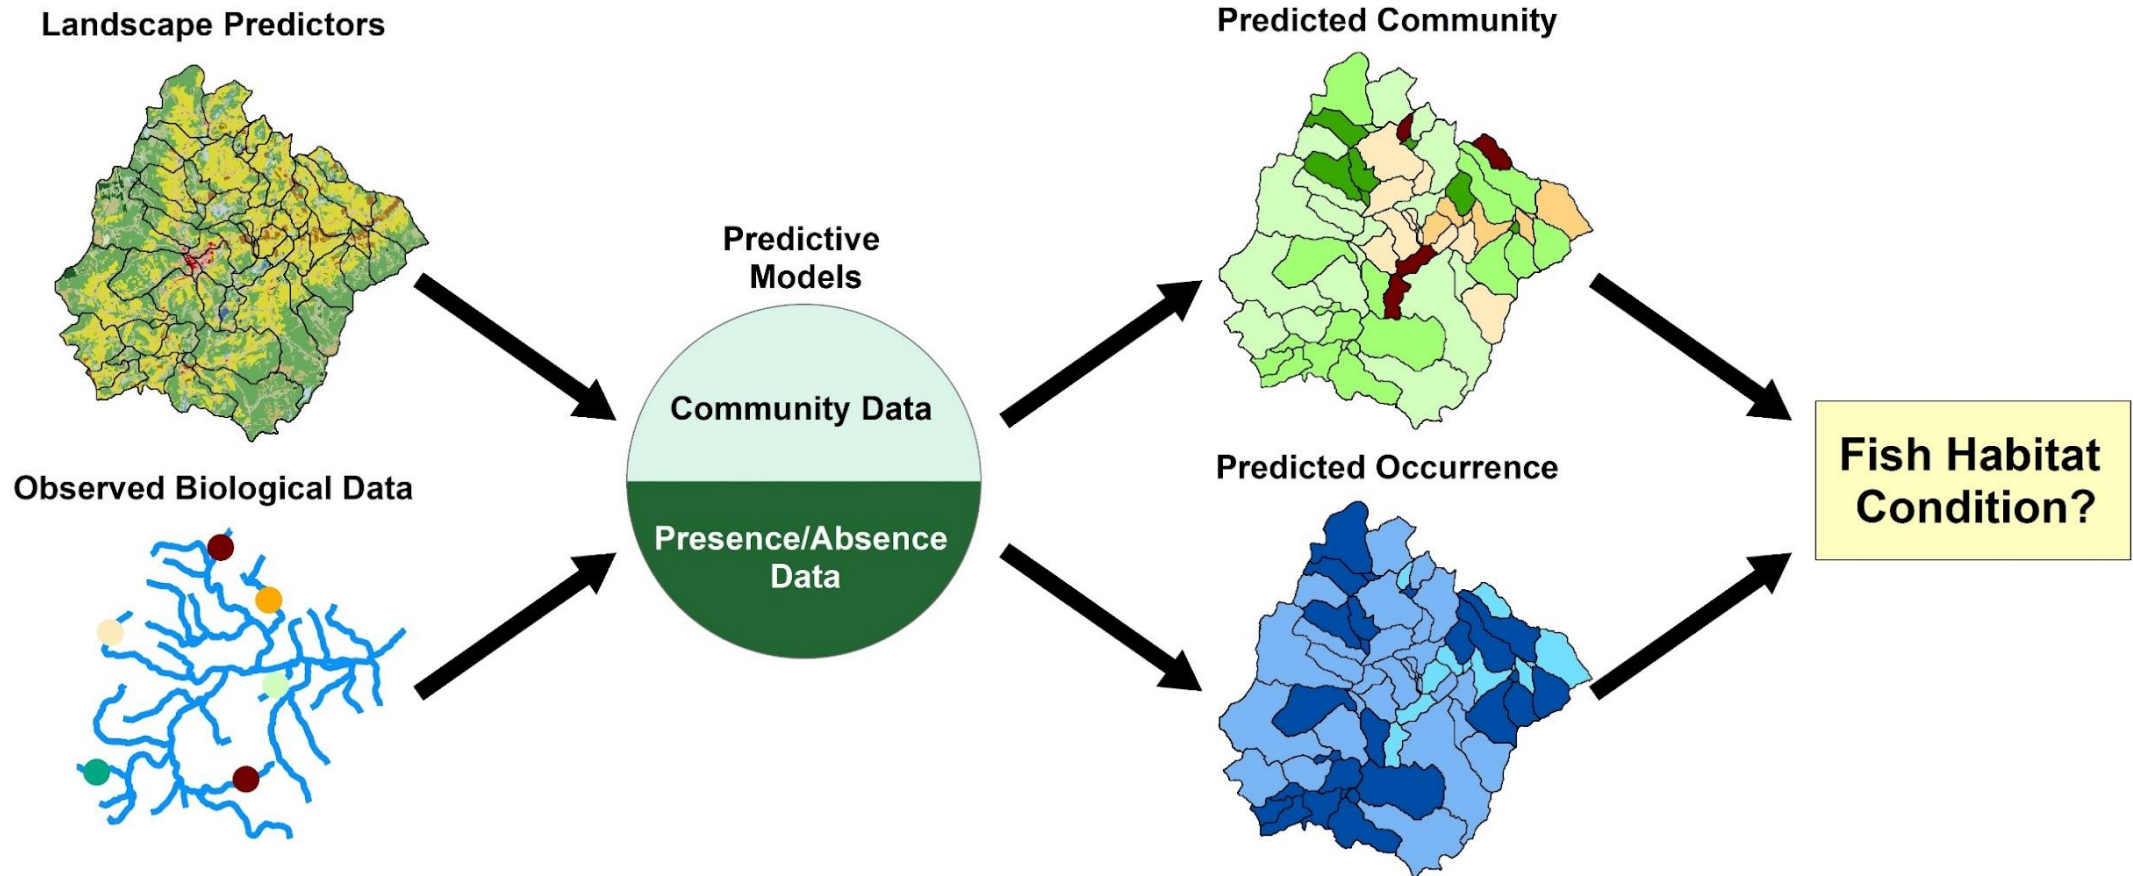 Landscape Predictors
Observed Biological Data
Predictive
Models
Community Data
Presence/Absence
Data
Predicted Community
Predicted Occurrence
Fish Habitat
Condition?